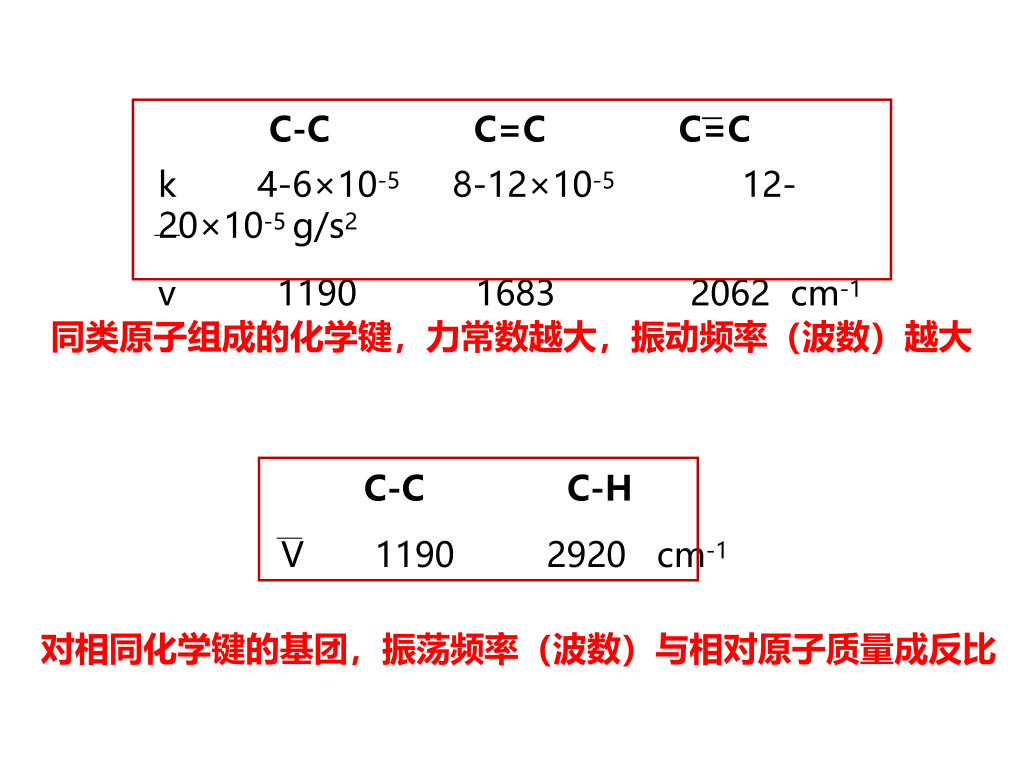 C-C C=C C≡C
k 4-6×10-5 8-12×10-5 12-
20×10-5 g/s2
v 1190 1683 2062 cm-1
同类原子组成的化学键，力常数越大，振动频率（波数）越大
C-C C-H
V 1190 2920 cm-1
对相同化学键的基团，振荡频率（波数）与相对原子质量成反比